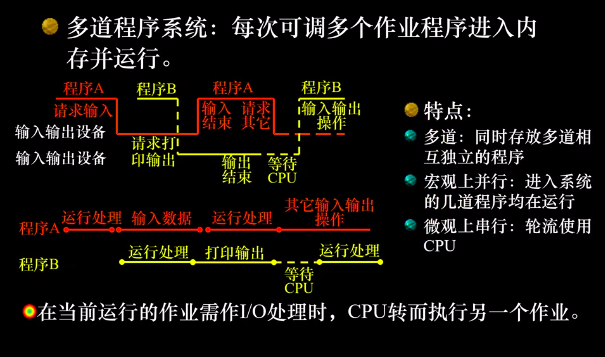 多道程序系统：每次可调多个作业程序进入内
存并运行。
程序A
程序B
程序A
程序B
请求输入
输入
结束
请求
其它
输入输出
操作
输入输出设备
输入输出设备
请求打
印输出
输出
结束
等待
CPU
特点：
多道：同时存放多道相
互独立的程序
宏观上并行：进入系统
的几道程序均在运行
微观上串行：轮流使用
CPU
程序A
运行处理
输入数据
运行处理
其它输入输出
操作
程序B
运行处理
打印输出
等待
CPU
运行处理
在当前运行的作业需作I/O处理时，CPU转而执行另一个作业。